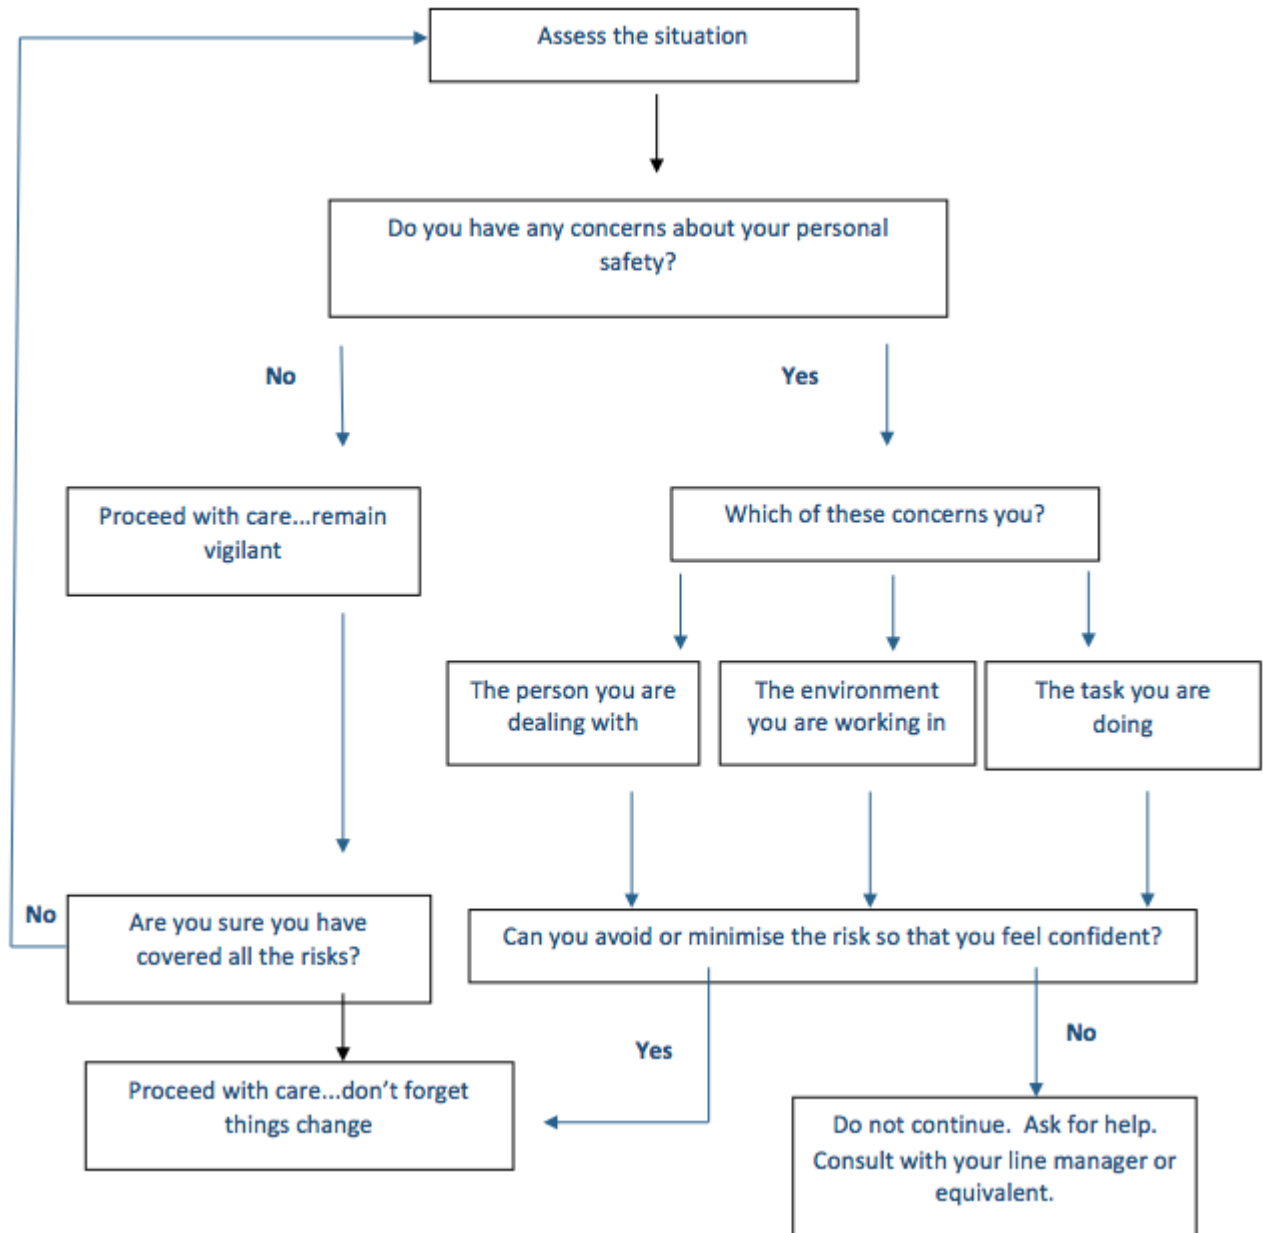 Assess the situation
Do you have any concerns about your personal
safety?
No
Yes
Proceed with care...remain
vigilant
Which of these concerns you?
The person you are
dealing with
The environment
you are working in
The task you are
doing
No
Are you sure you have
covered all the risks?
Can you avoid or minimise the risk so that you feel confident?
Yes
No
Proceed with care...don’t forget
things change
Do not continue.  Ask for help.
Consult with your line manager or
equivalent.